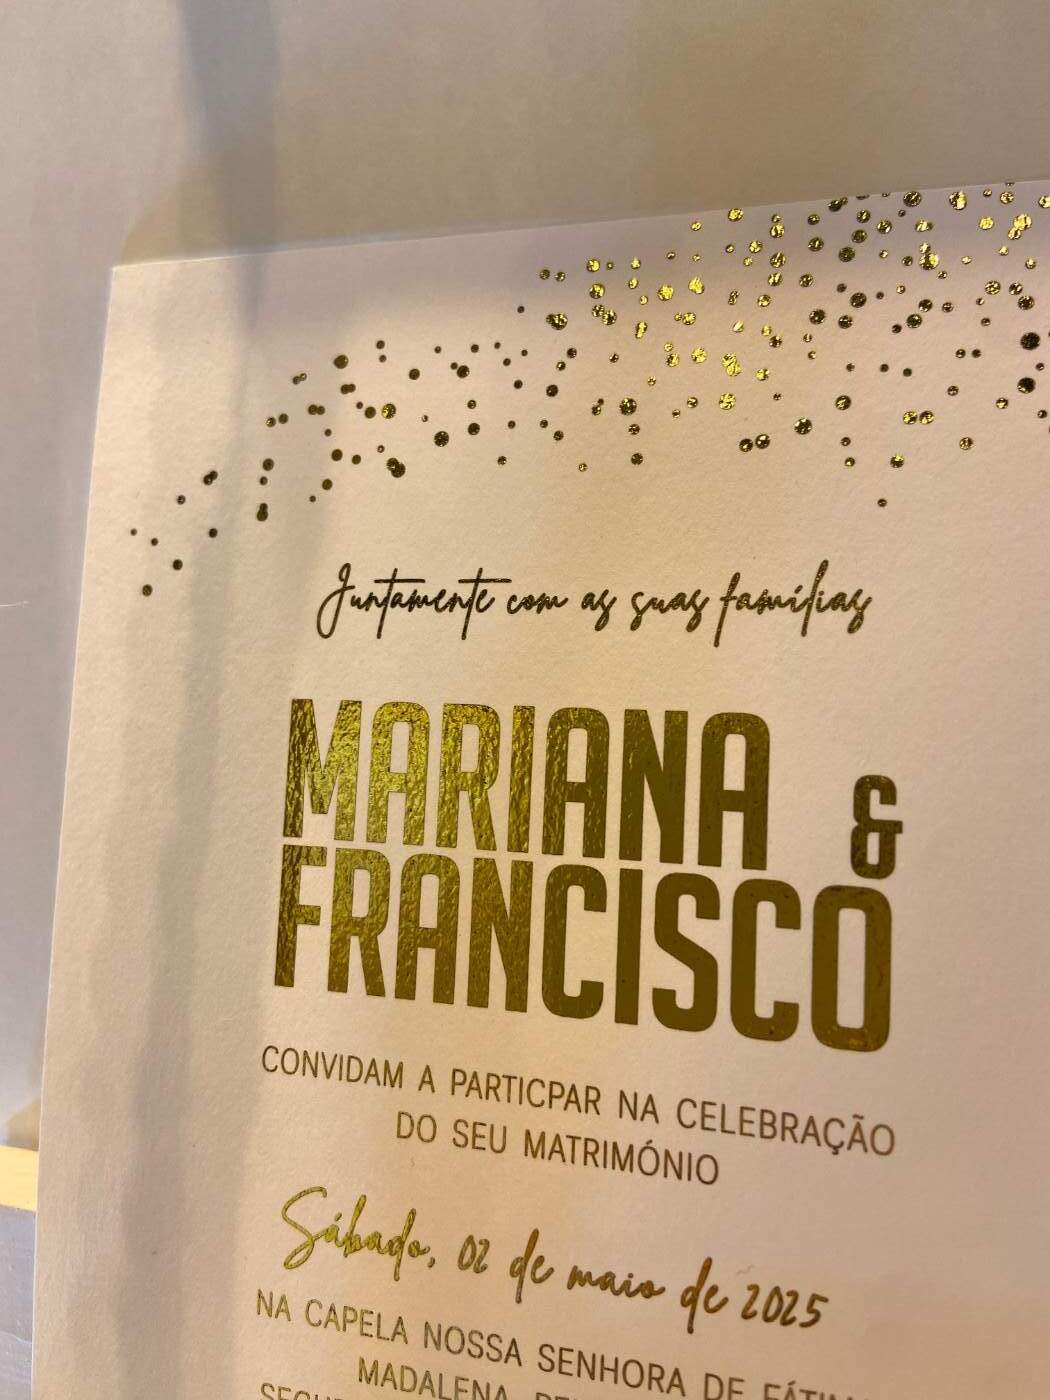 Juntamente com as suas famílias
MARIANA &
FRANCISCO
CONVIDAM A PARTICPAR NA CELEBRAÇÃO
DO SEU MATRIMÓNIO
Sábado, 02 de maio de 2025
NA CAPELA NOSSA SENHORA DE
MADALENA,